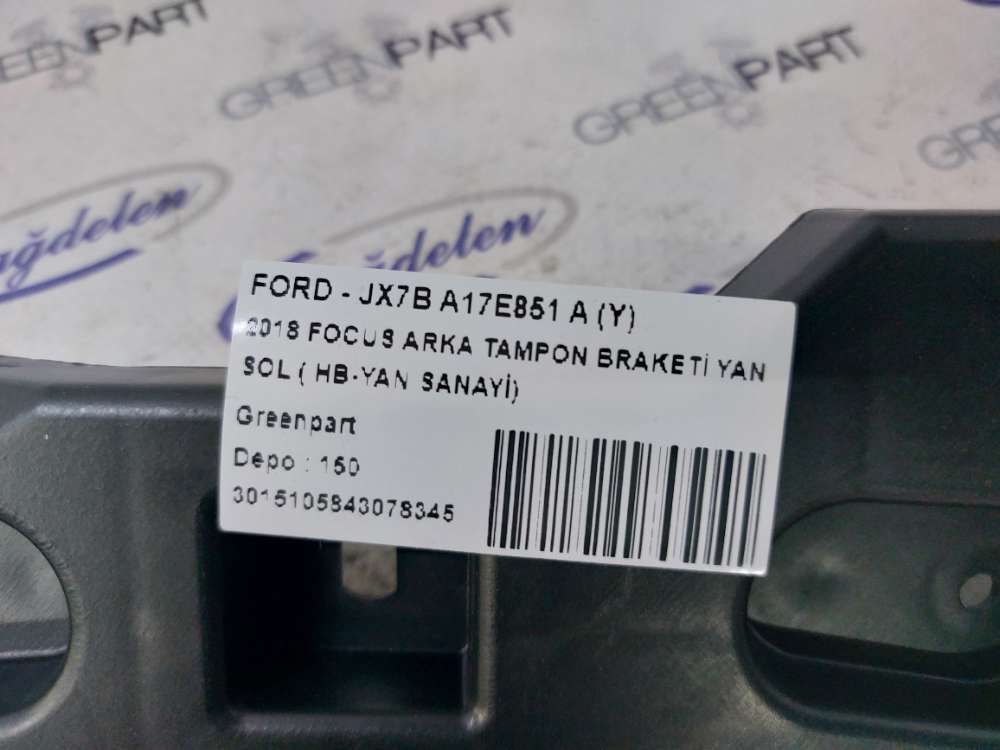 GREENPART
GREENPART
GREENPART
GREENPART
Çağdelen
ağdelen
FORD - JX7B A17E851 A (Y)
2018 FOCUS ARKA TAMPON BRAKETİ YAN
SOL ( HB-YAN SANAYİ)
Greenpart
Depo : 150
3015105843078345